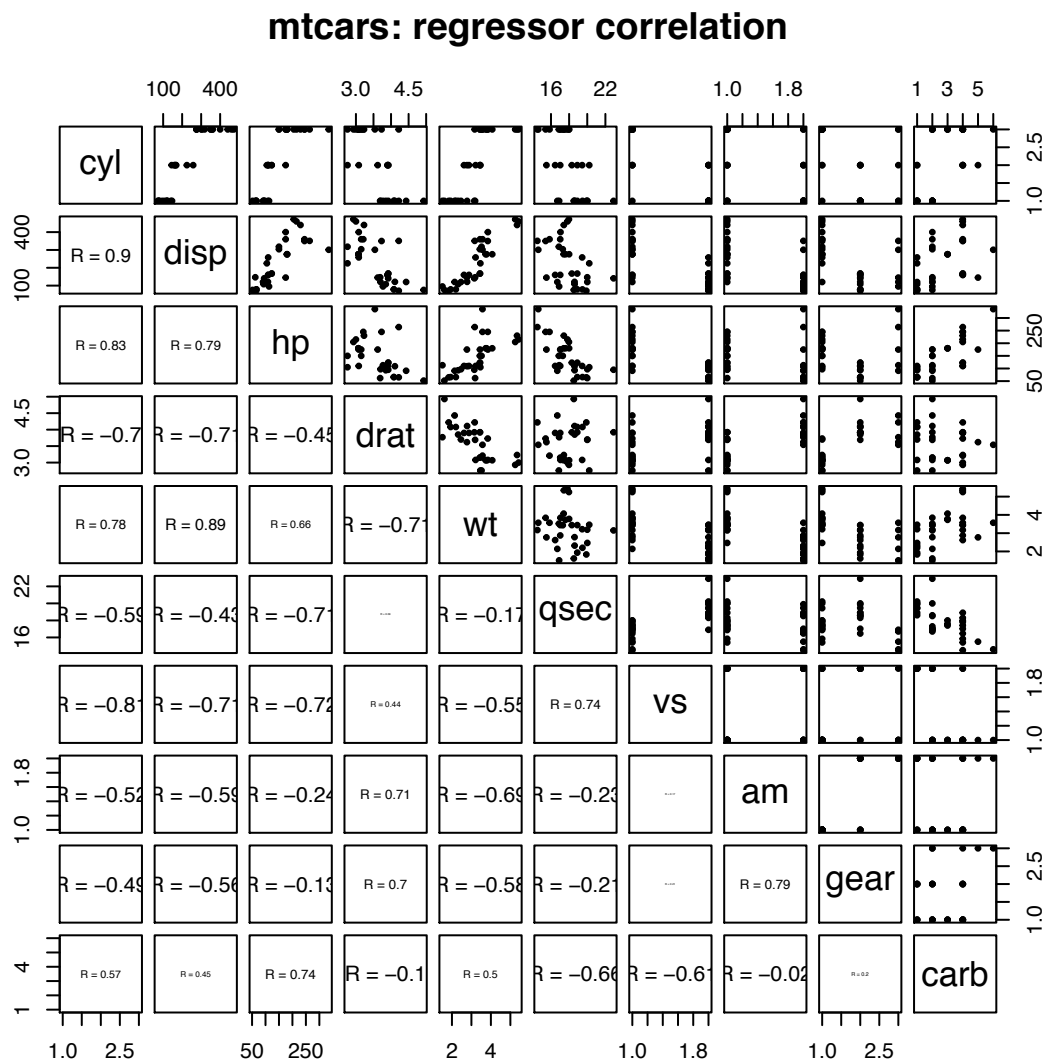 mtcars: regressor correlation
100 400 3.0 4.5 16 22 1.0 1.8 1 3 5
cyl 1.0 2.5
100 400 R = 0.9 disp
R = 0.83 R = 0.79 hp 50 250
3.0 4.5 R = −0.7 R = −0.71 R = −0.45 drat
R = 0.78 R = 0.89 R = 0.66 R = −0.71 wt 2 4
16 22 R = −0.59 R = −0.43 R = −0.71 R = −0.17 qsec
R = −0.81 R = −0.71 R = −0.72 R = 0.44 R = −0.55 R = 0.74 vs 1.0 1.8
1.0 1.8 R = −0.52 R = −0.59 R = −0.24 R = 0.71 R = −0.69 R = −0.23 am
R = −0.49 R = −0.56 R = −0.13 R = 0.7 R = −0.58 R = −0.21 R = 0.79 gear 1.0 2.5
1 4 R = 0.57 R = 0.45 R = 0.74 R = −0.1 R = 0.5 R = −0.66 R = −0.61 R = −0.02 R = 0.2 carb
1.0 2.5 50 250 2 4 1.0 1.8 1.0 2.5